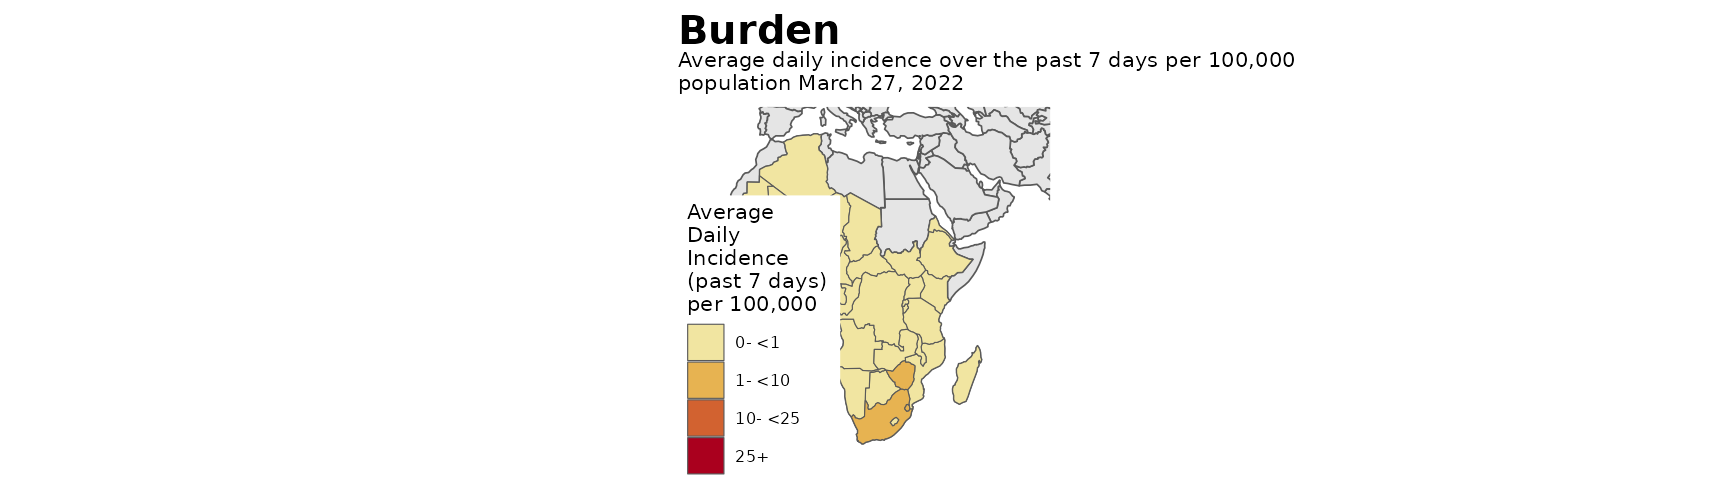 Burden
Average daily incidence over the past 7 days per 100,000
population March 27, 2022
Average
Daily
Incidence
(past 7 days)
per 100,000
0- <1
1- <10
10- <25
25+